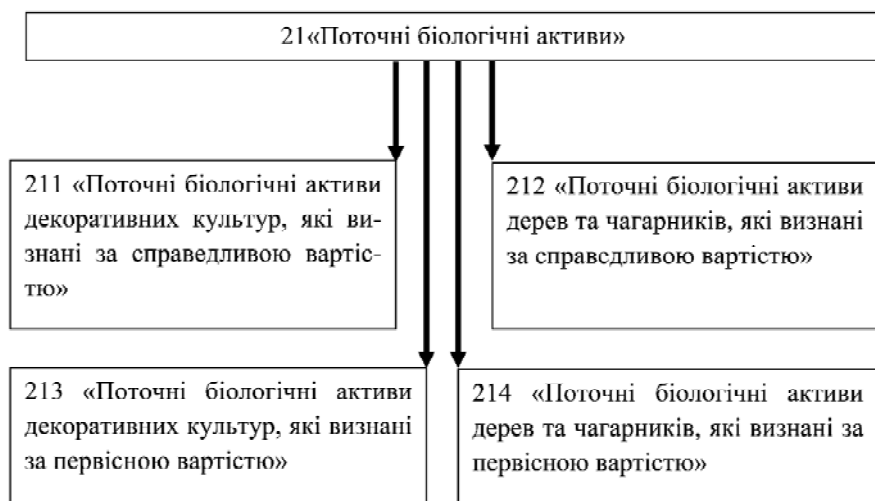 21«Поточні біологічні активи»
211 «Поточні біологічні активи
декоративних культур, які ви-
знані за справедливою вартіс-
тю»
212 «Поточні біологічні активи
дерев та чагарників, які визнані
за справедливою вартістю»
213 «Поточні біологічні активи
декоративних культур, які визнані
за первісною вартістю»
214 «Поточні біологічні активи
дерев та чагарників, які визнані за
первісною вартістю»